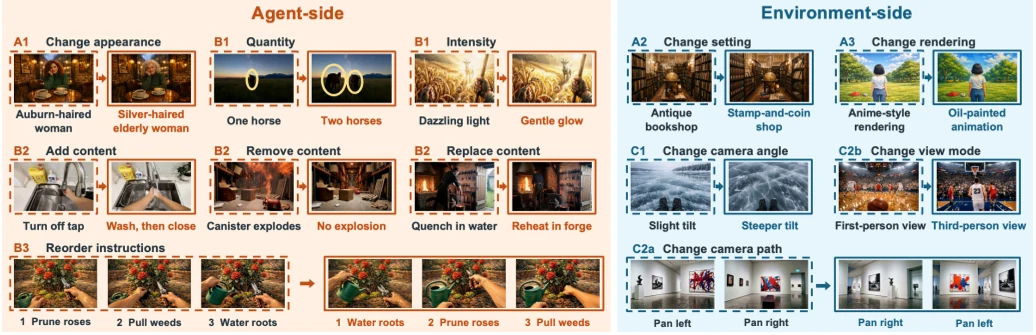 Agent-side
A1 Change appearance
Auburn-haired
woman
Silver-haired
elderly woman
B1 Quantity
One horse
Two horses
B1 Intensity
Dazzling light
Gentle glow
B2 Add content
Turn off tap
Wash, then close
B2 Remove content
Canister explodes
No explosion
B2 Replace content
Quench in water
Reheat in forge
B3 Reorder instructions
1 Prune roses
2 Pull weeds
3 Water roots
1 Water roots
2 Prune roses
3 Pull weeds
Environment-side
A2 Change setting
Antique
bookshop
Stamp-and-coin
shop
A3 Change rendering
Anime-style
rendering
Oil-painted
animation
C1 Change camera angle
Slight tilt
Steeper tilt
C2b Change view mode
First-person view
Third-person view
C2a Change camera path
Pan left
Pan right
Pan right
Pan left